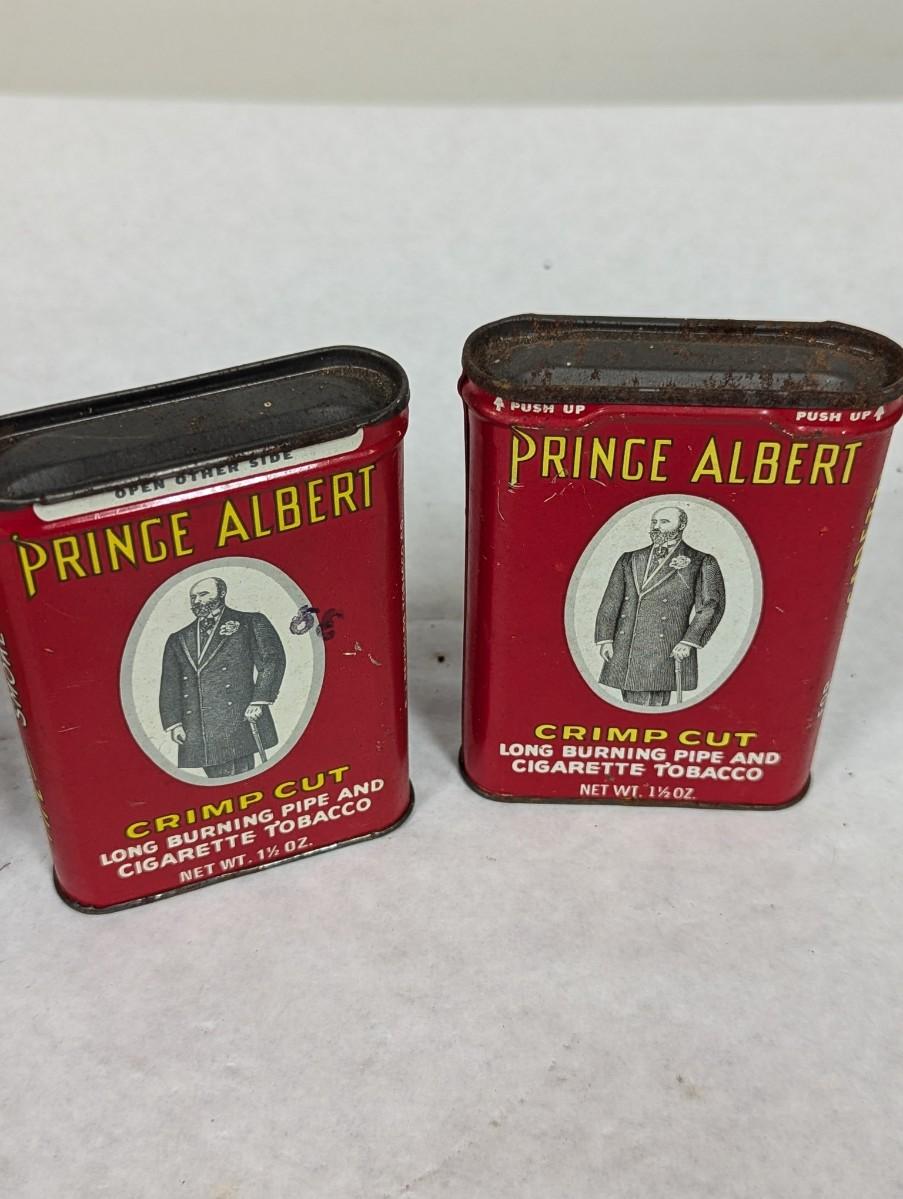 OPEN OTHER SIDE
PRINCE ALBERT
56
CRIMP CUT
LONG BURNING PIPE AND
CIGARETTE TOBACCO
NET WT. 1½ OZ.
PUSH UP PUSH UP
PRINCE ALBERT
CRIMP CUT
LONG BURNING PIPE AND
CIGARETTE TOBACCO
NET WT. 1½ OZ.